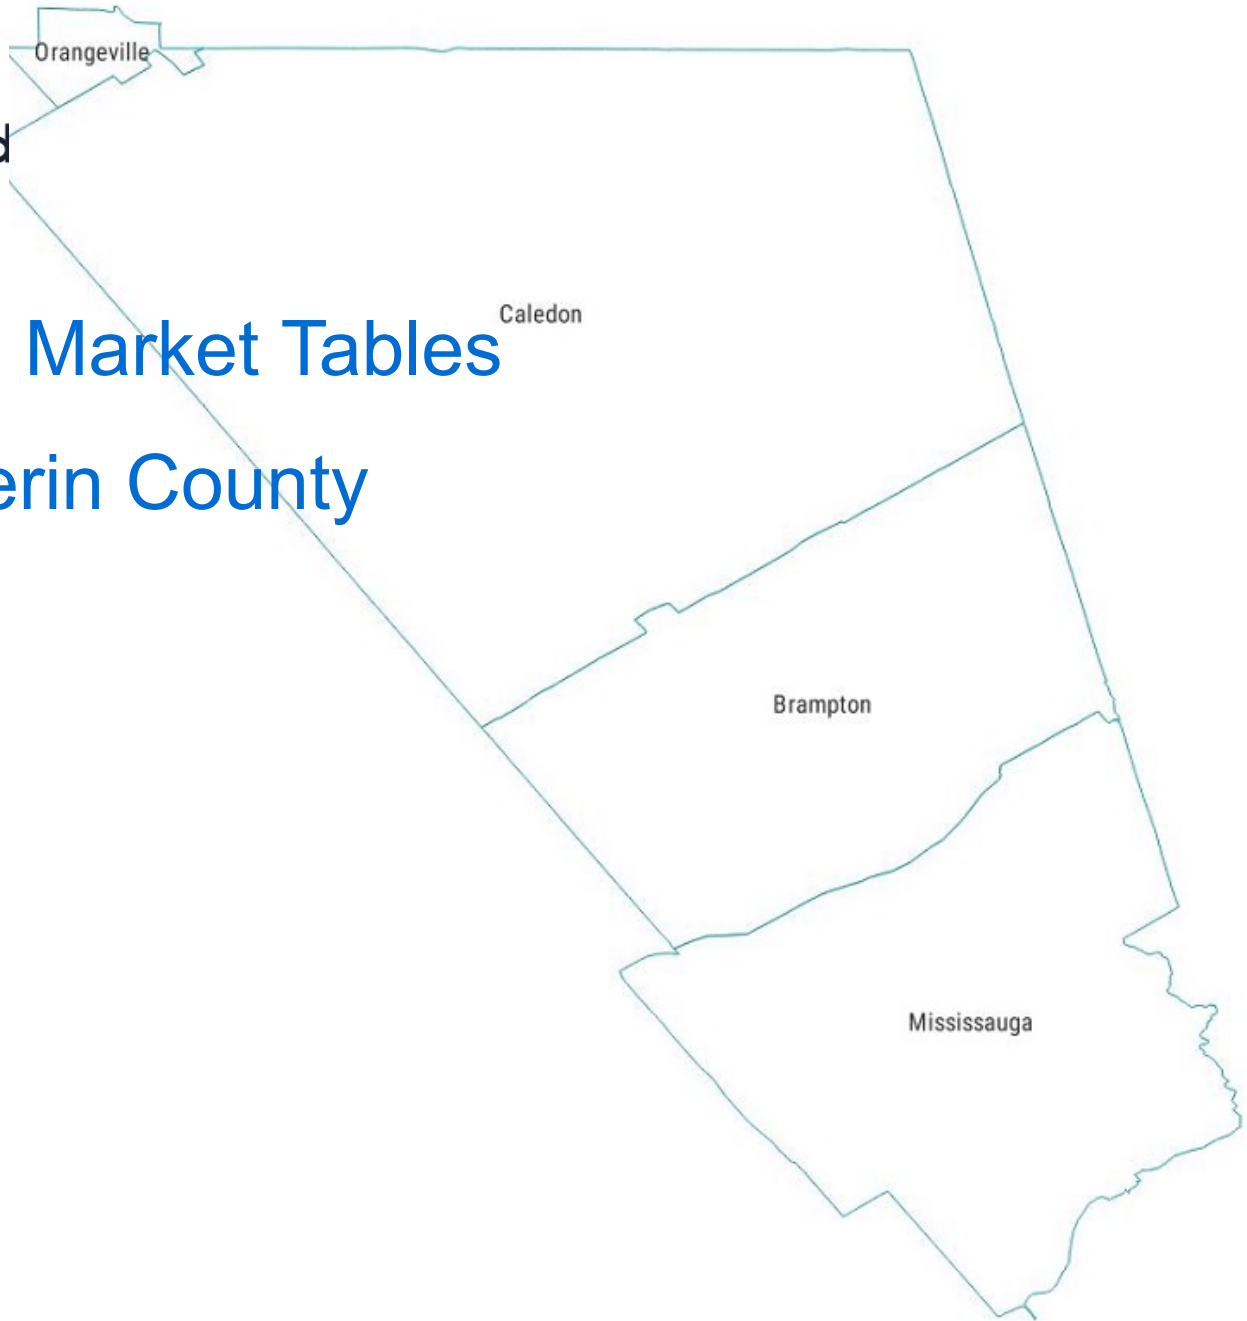 Orangeville
d
Caledon
Market Tables
erin County
Brampton
Mississauga